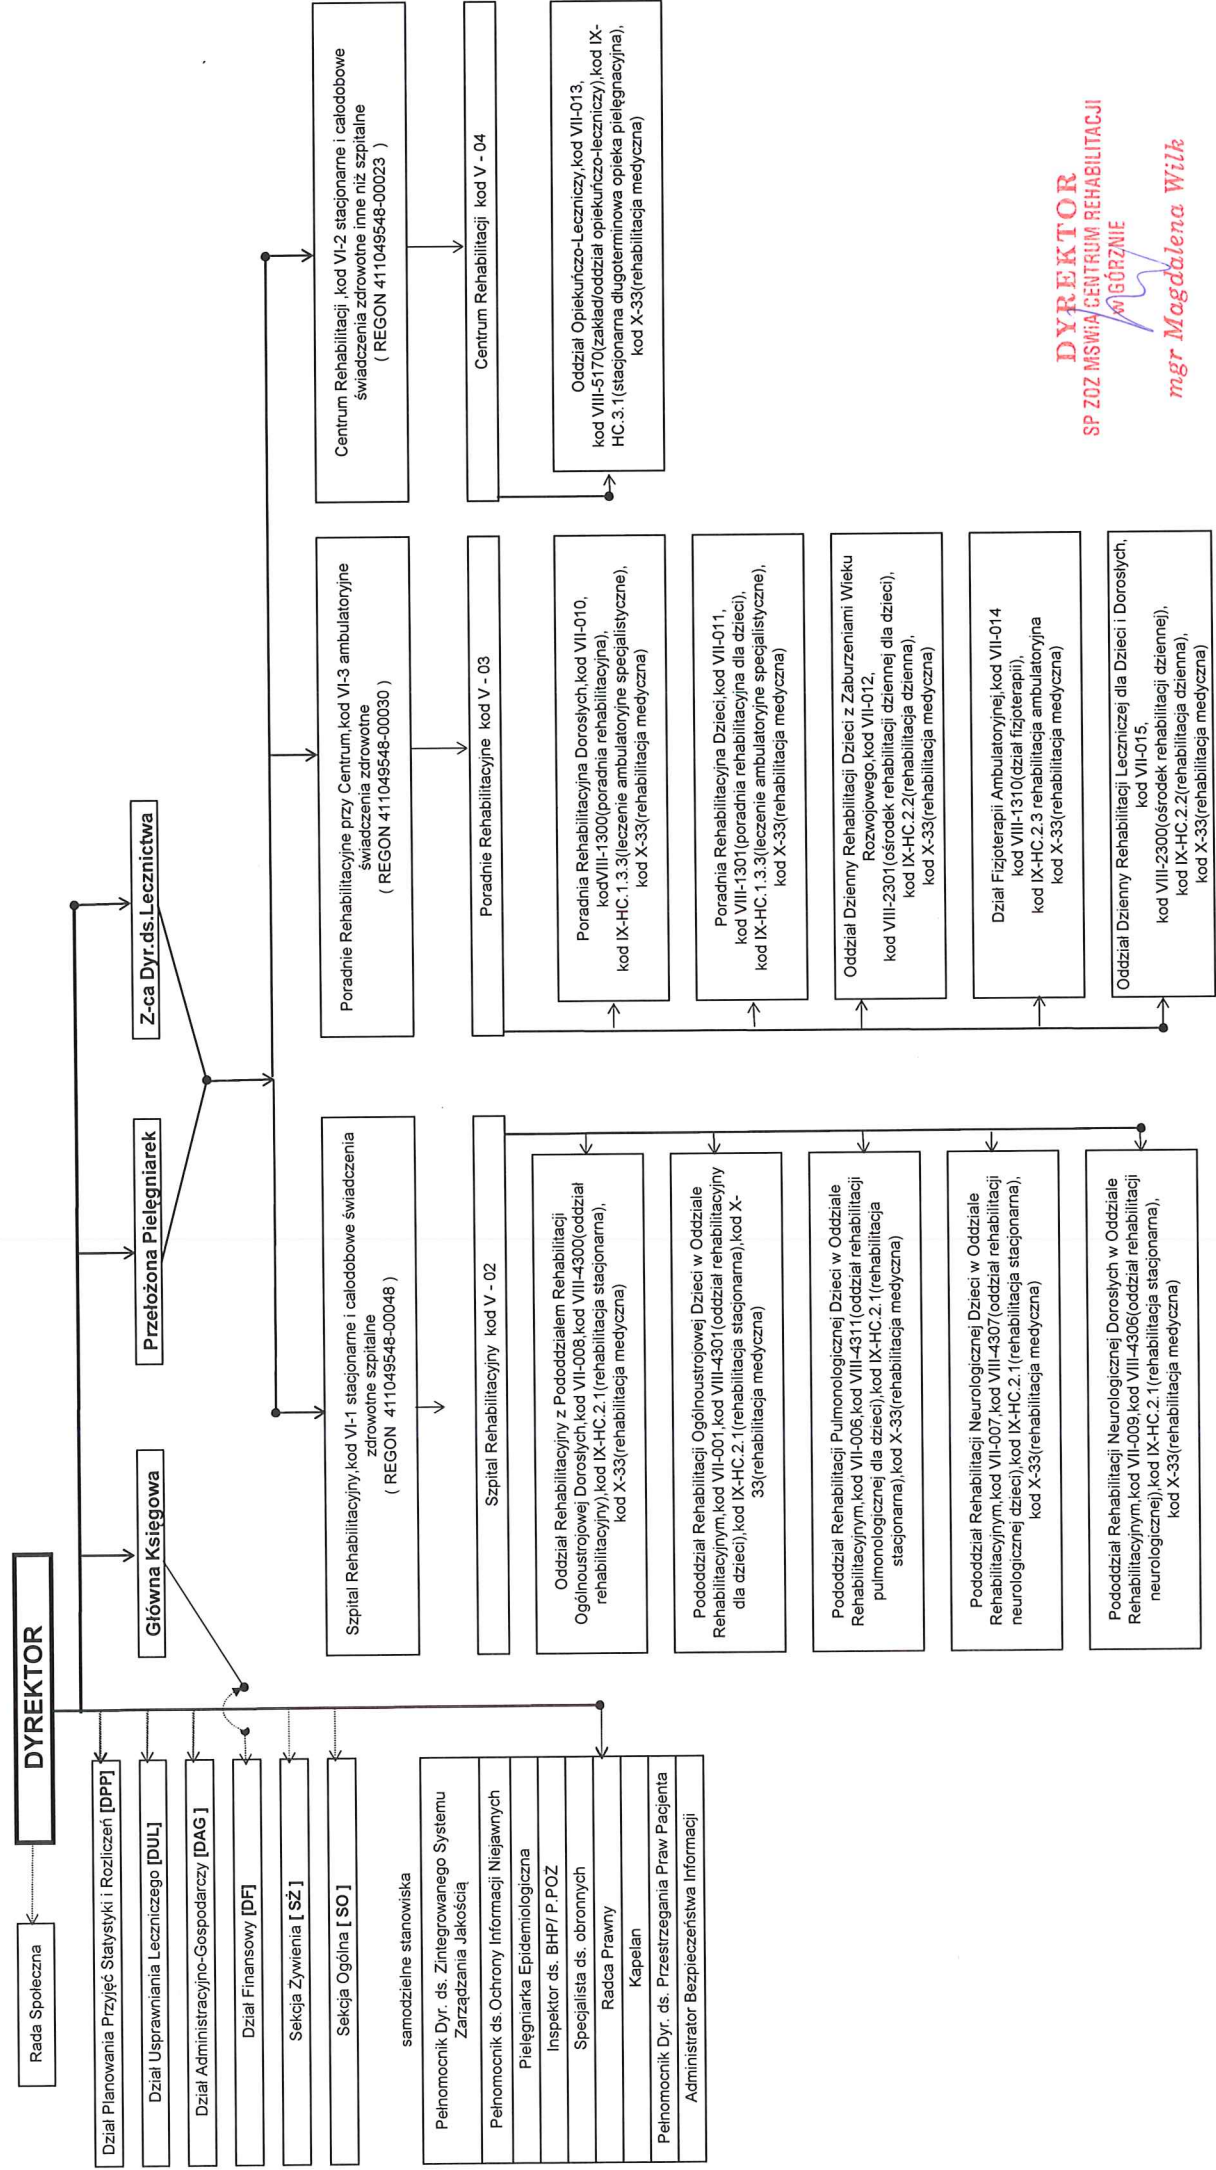 DYREKTOR
Rada Społeczna
Główna Księgowa
Przełożona Pielęgniarek
Z-ca Dyr.ds.Lecznictwa
Dział Planowania Przyjęć Statystyki i Rozliczeń [DPP]
Dział Usprawniania Leczniczego [DUL]
Dział Administracyjno-Gospodarczy [DAG ]
Dział Finansowy [DF]
Sekcja Żywienia [ SŻ ]
Sekcja Ogólna [ SO ]
samodzielne stanowiska
Pełnomocnik Dyr. ds. Zintegrowanego Systemu
Zarządzania Jakością
Pełnomocnik ds.Ochrony Informacji Niejawnych
Pielęgniarka Epidemiologiczna
Inspektor ds. BHP/ P.POŻ
Specjalista ds. obronnych
Radca Prawny
Kapelan
Pełnomocnik Dyr. ds. Przestrzegania Praw Pacjenta
Administrator Bezpieczeństwa Informacji
Szpital Rehabilitacyjny,kod VI-1 stacjonarne i całodobowe świadczenia
zdrowotne szpitalne
( REGON 411049548-00048 )
Szpital Rehabilitacyjny kod V - 02
Oddział Rehabilitacyjny z Pododdziałem Rehabilitacji
Ogólnoustrojowej Dorosłych,kod VII-008,kod VIII-4300(oddział
rehabilitacyjny),kod IX-HC.2.1(rehabilitacja stacjonarna),
kod X-33(rehabilitacja medyczna)
Pododdział Rehabilitacji Ogólnoustrojowej Dzieci w Oddziale
Rehabilitacyjnym,kod VII-001,kod VIII-4301(oddział rehabilitacyjny
dla dzieci),kod IX-HC.2.1(rehabilitacja stacjonarna),kod X-
33(rehabilitacja medyczna)
Pododdział Rehabilitacji Pulmonologicznej Dzieci w Oddziale
Rehabilitacyjnym,kod VII-006,kod VIII-4311(oddział rehabilitacji
pulmonologicznej dla dzieci),kod IX-HC.2.1(rehabilitacja
stacjonarna),kod X-33(rehabilitacja medyczna)
Pododdział Rehabilitacji Neurologicznej Dzieci w Oddziale
Rehabilitacyjnym,kod VII-007,kod VIII-4307(oddział rehabilitacji
neurologicznej dzieci),kod IX-HC.2.1(rehabilitacja stacjonarna),
kod X-33(rehabilitacja medyczna)
Pododdział Rehabilitacji Neurologicznej Dorosłych w Oddziale
Rehabilitacyjnym,kod VII-009,kod VIII-4306(oddział rehabilitacji
neurologicznej),kod IX-HC.2.1(rehabilitacja stacjonarna),
kod X-33(rehabilitacja medyczna)
Poradnie Rehabilitacyjne przy Centrum,kod VI-3 ambulatoryjne
świadczenia zdrowotne
( REGON 411049548-00030 )
Poradnie Rehabilitacyjne kod V - 03
Poradnia Rehabilitacyjna Dorosłych,kod VII-010,
kodVIII-1300(poradnia rehabilitacyjna),
kod IX-HC.1.3.3(leczenie ambulatoryjne specjalistyczne),
kod X-33(rehabilitacja medyczna)
Poradnia Rehabilitacyjna Dzieci,kod VII-011,
kod VIII-1301(poradnia rehabilitacyjna dla dzieci),
kod IX-HC.1.3.3(leczenie ambulatoryjne specjalistyczne),
kod X-33(rehabilitacja medyczna)
Oddział Dzienny Rehabilitacji Dzieci z Zaburzeniami Wieku
Rozwojowego,kod VII-012,
kod VIII-2301(ośrodek rehabilitacji dziennej dla dzieci),
kod IX-HC.2.2(rehabilitacja dzienna),
kod X-33(rehabilitacja medyczna)
Dział Fizjoterapii Ambulatoryjnej,kod VII-014
kod VIII-1310(dział fizjoterapii),
kod IX-HC.2.3 rehabilitacja ambulatoryjna
kod X-33(rehabilitacja medyczna)
Oddział Dzienny Rehabilitacji Leczniczej dla Dzieci i Dorosłych,
kod VII-015,
kod VIII-2300(ośrodek rehabilitacji dziennej),
kod IX-HC.2.2(rehabilitacja dzienna),
kod X-33(rehabilitacja medyczna)
Centrum Rehabilitacji ,kod VI-2 stacjonarne i całodobowe
świadczenia zdrowotne inne niż szpitalne
( REGON 411049548-00023 )
Centrum Rehabilitacji kod V - 04
Oddział Opiekuńczo-Leczniczy,kod VII-013,
kod VIII-5170(zakład/oddział opiekuńczo-leczniczy),kod IX-
HC.3.1(stacjonarna długoterminowa opieka pielęgnacyjna),
kod X-33(rehabilitacja medyczna)
DYREKTOR
SP ZOZ MSWiA CENTRUM REHABILITACJI
W GÓRZNIE
mgr Magdalena Wilk